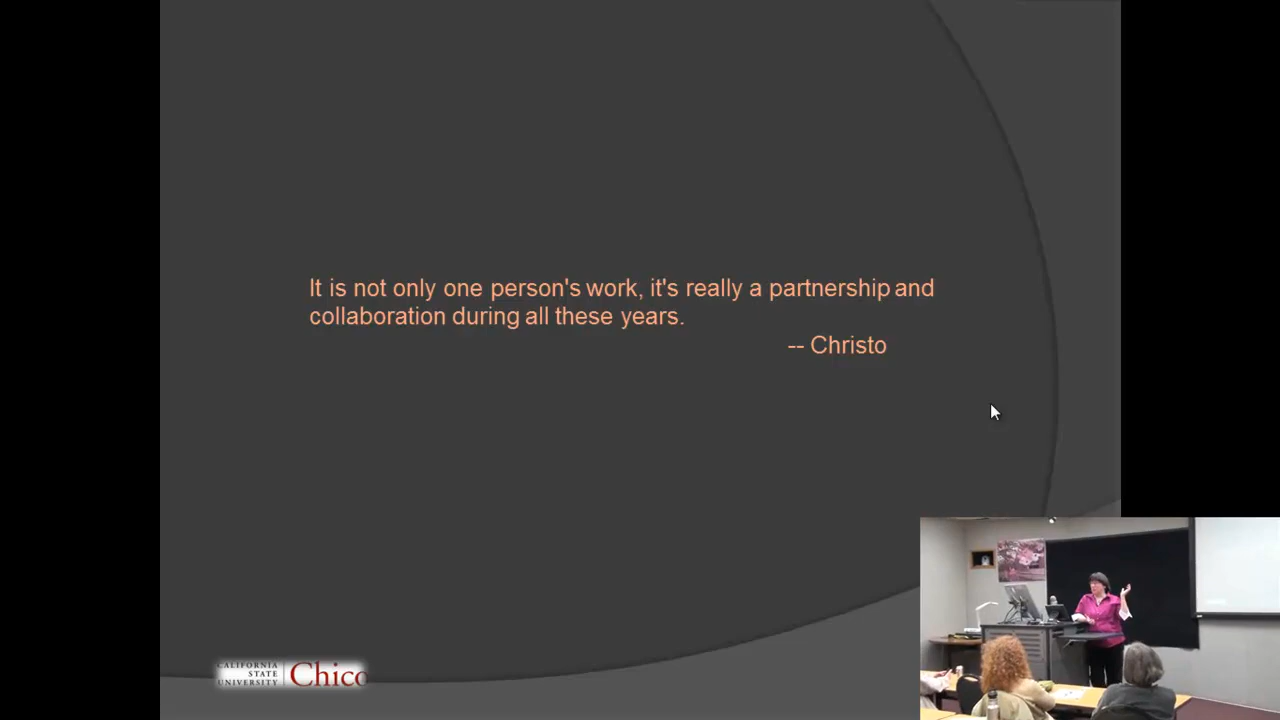 It is not only one person's work, it's really a partnership and
collaboration during all these years.
-- Christo
CALIFORNIA
STATE
UNIVERSITY
Chico